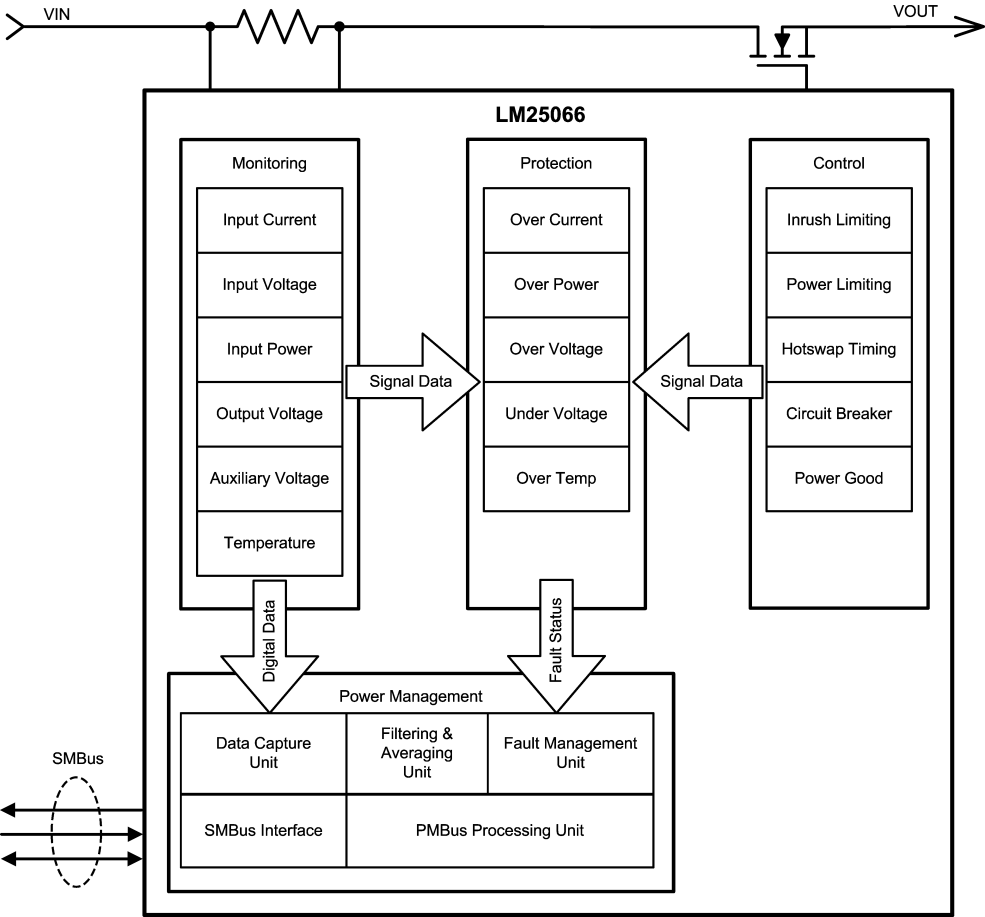 VIN
VOUT
LM25066
Monitoring
Input Current
Input Voltage
Input Power
Output Voltage
Auxiliary Voltage
Temperature
Signal Data
Protection
Over Current
Over Power
Over Voltage
Under Voltage
Over Temp
Signal Data
Control
Inrush Limiting
Power Limiting
Hotswap Timing
Circuit Breaker
Power Good
Digital Data
Fault Status
Power Management
Data Capture
Unit
Filtering &
Averaging
Unit
Fault Management
Unit
SMBus Interface
PMBus Processing Unit
SMBus